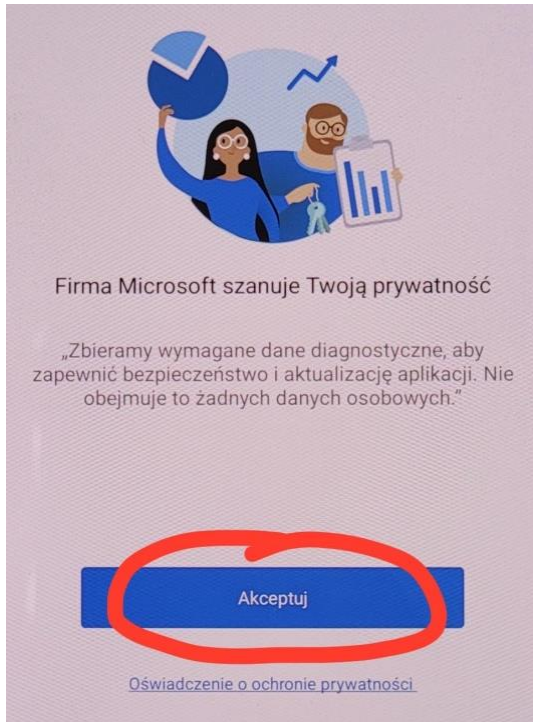 Firma Microsoft szanuje Twoją prywatność
„Zbieramy wymagane dane diagnostyczne, aby
zapewnić bezpieczeństwo i aktualizację aplikacji. Nie
obejmuje to żadnych danych osobowych.”
Akceptuj
Oświadczenie o ochronie prywatności